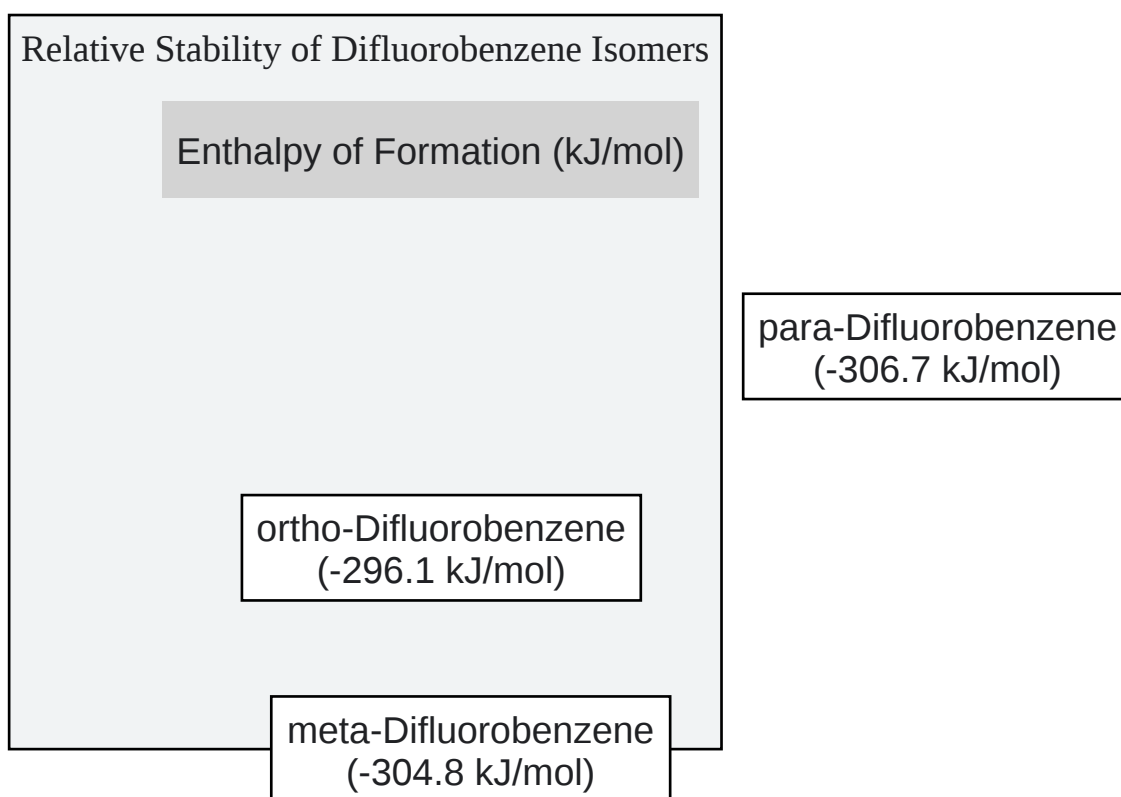 Relative Stability of Difluorobenzene Isomers
Enthalpy of Formation (kJ/mol)
para-Difluorobenzene
(-306.7 kJ/mol)
ortho-Difluorobenzene
(-296.1 kJ/mol)
meta-Difluorobenzene
(-304.8 kJ/mol)